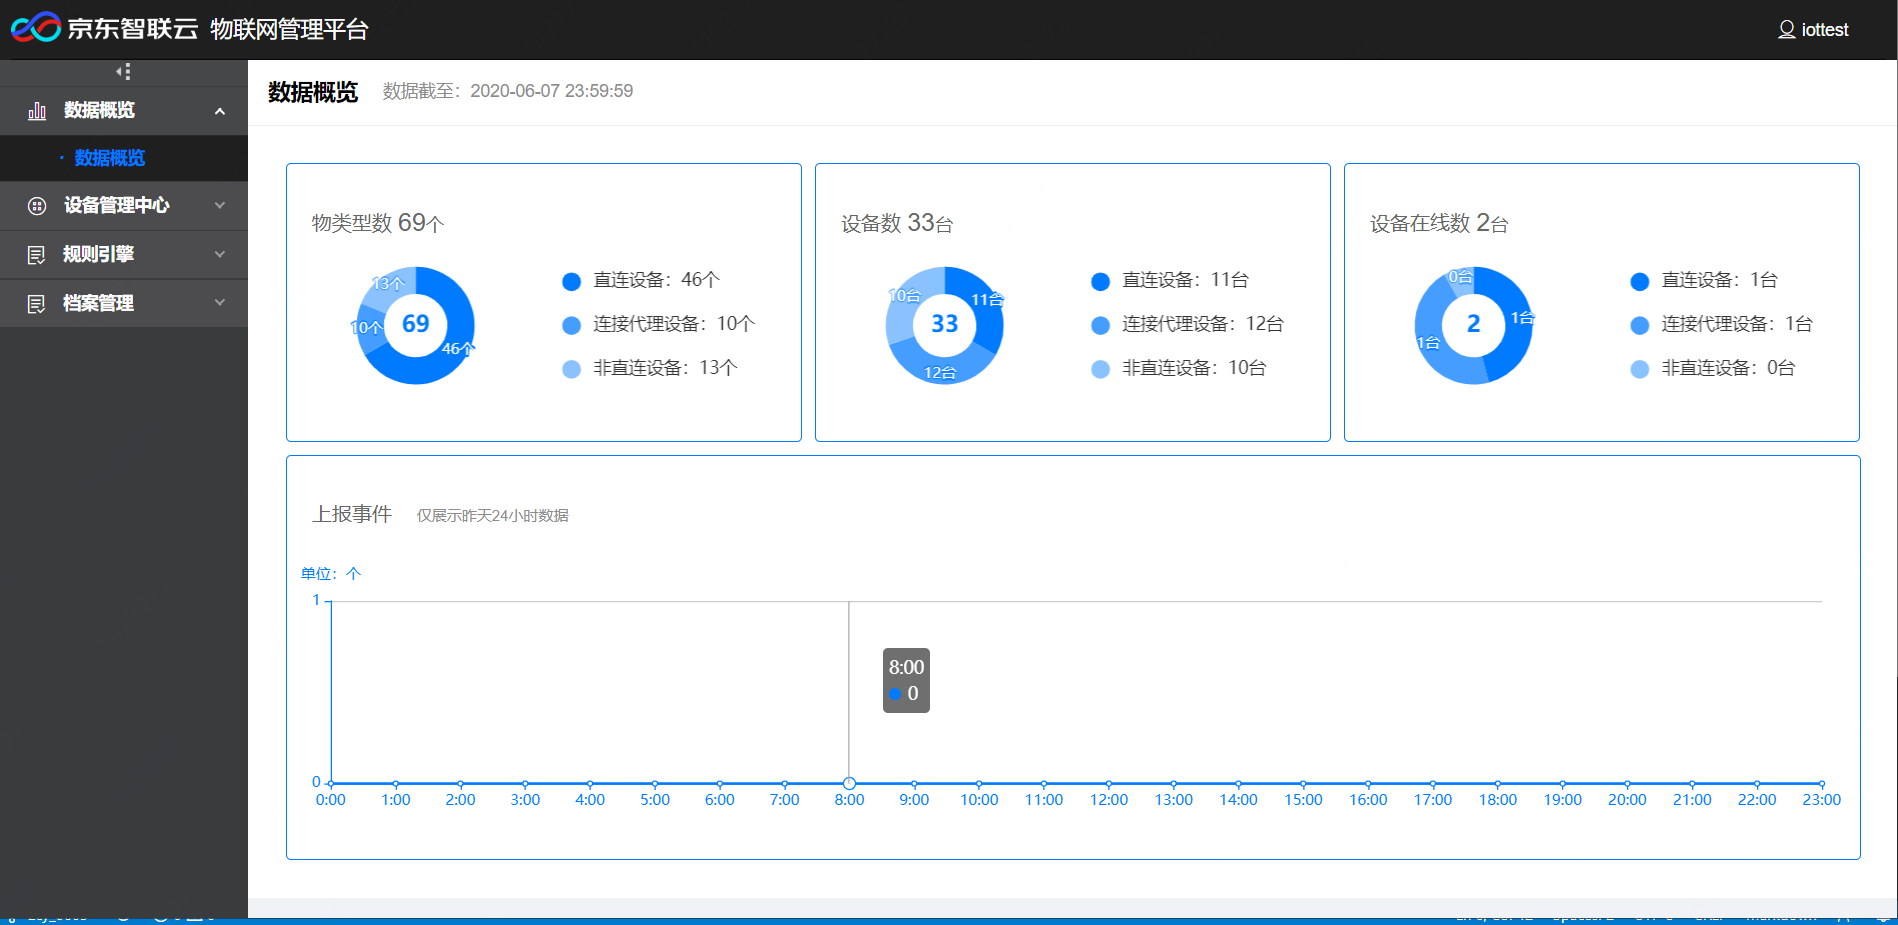 京东智联云 物联网管理平台
iottest
数据概览
数据概览
设备管理中心
规则引擎
档案管理
数据概览 数据截至：2020-06-07 23:59:59
物类型数 69个
13个
10个
69
46个
直连设备：46个
连接代理设备：10个
非直连设备：13个
设备数 33台
10台
11台
33
12台
直连设备：11台
连接代理设备：12台
非直连设备：10台
设备在线数 2台
0台
1台
2
1台
直连设备：1台
连接代理设备：1台
非直连设备：0台
上报事件 仅展示昨天24小时数据
单位：个
1
8:00
0
0
0:00 1:00 2:00 3:00 4:00 5:00 6:00 7:00 8:00 9:00 10:00 11:00 12:00 13:00 14:00 15:00 16:00 17:00 18:00 19:00 20:00 21:00 22:00 23:00